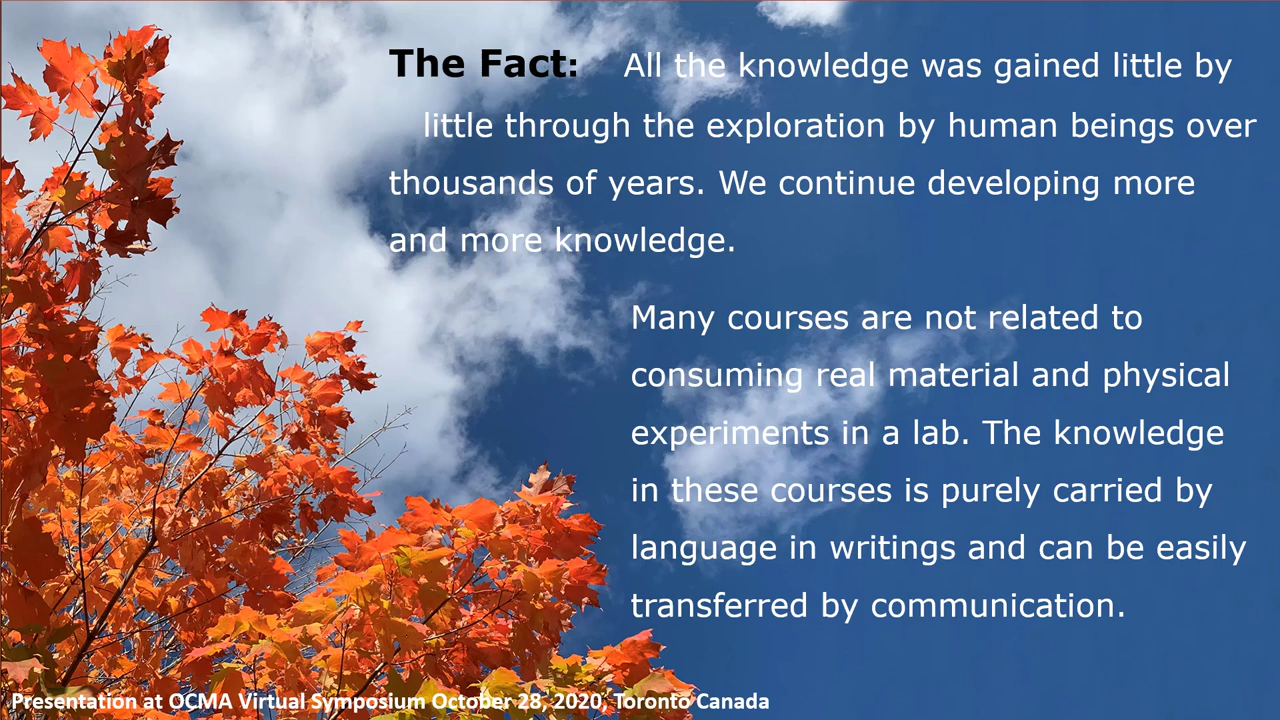 The Fact: All the knowledge was gained little by
little through the exploration by human beings over
thousands of years. We continue developing more
and more knowledge.
Many courses are not related to
consuming real material and physical
experiments in a lab. The knowledge
in these courses is purely carried by
language in writings and can be easily
transferred by communication.
Presentation at OCMA Virtual Symposium October 28, 2020, Toronto Canada